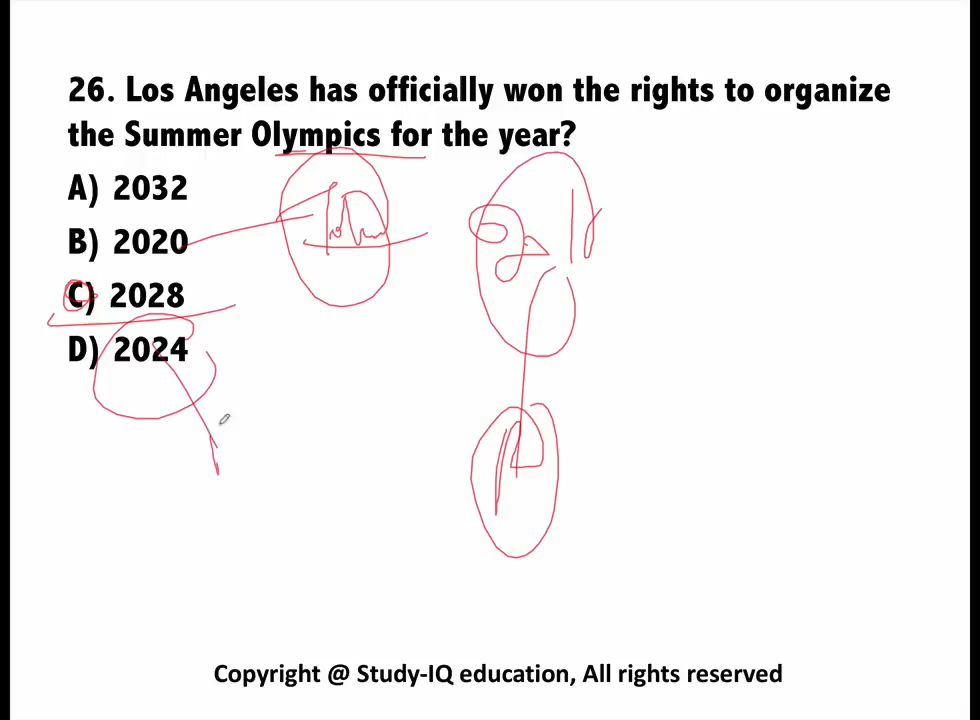 26. Los Angeles has officially won the rights to organize
the Summer Olympics for the year?
A) 2032
B) 2020
C) 2028
D) 2024
Copyright @ Study-IQ education, All rights reserved